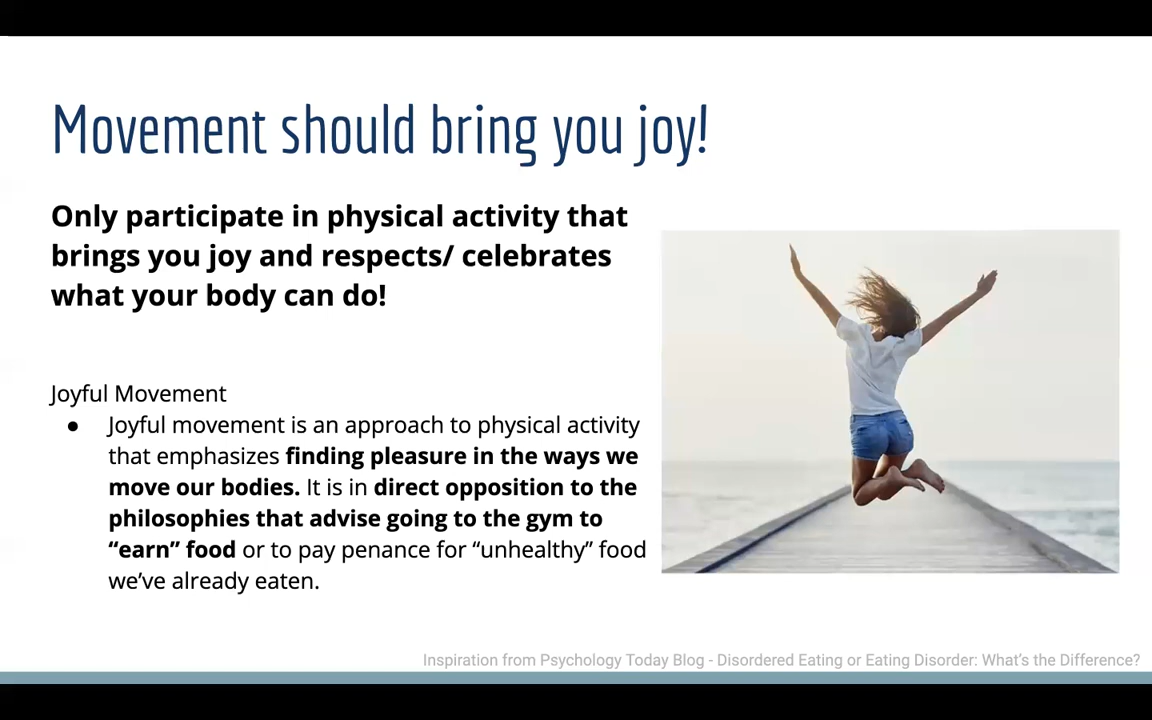 Movement should bring you joy!
Only participate in physical activity that
brings you joy and respects/ celebrates
what your body can do!
Joyful Movement
● Joyful movement is an approach to physical activity
that emphasizes finding pleasure in the ways we
move our bodies. It is in direct opposition to the
philosophies that advise going to the gym to
“earn” food or to pay penance for “unhealthy” food
we’ve already eaten.
Inspiration from Psychology Today Blog - Disordered Eating or Eating Disorder: What’s the Difference?